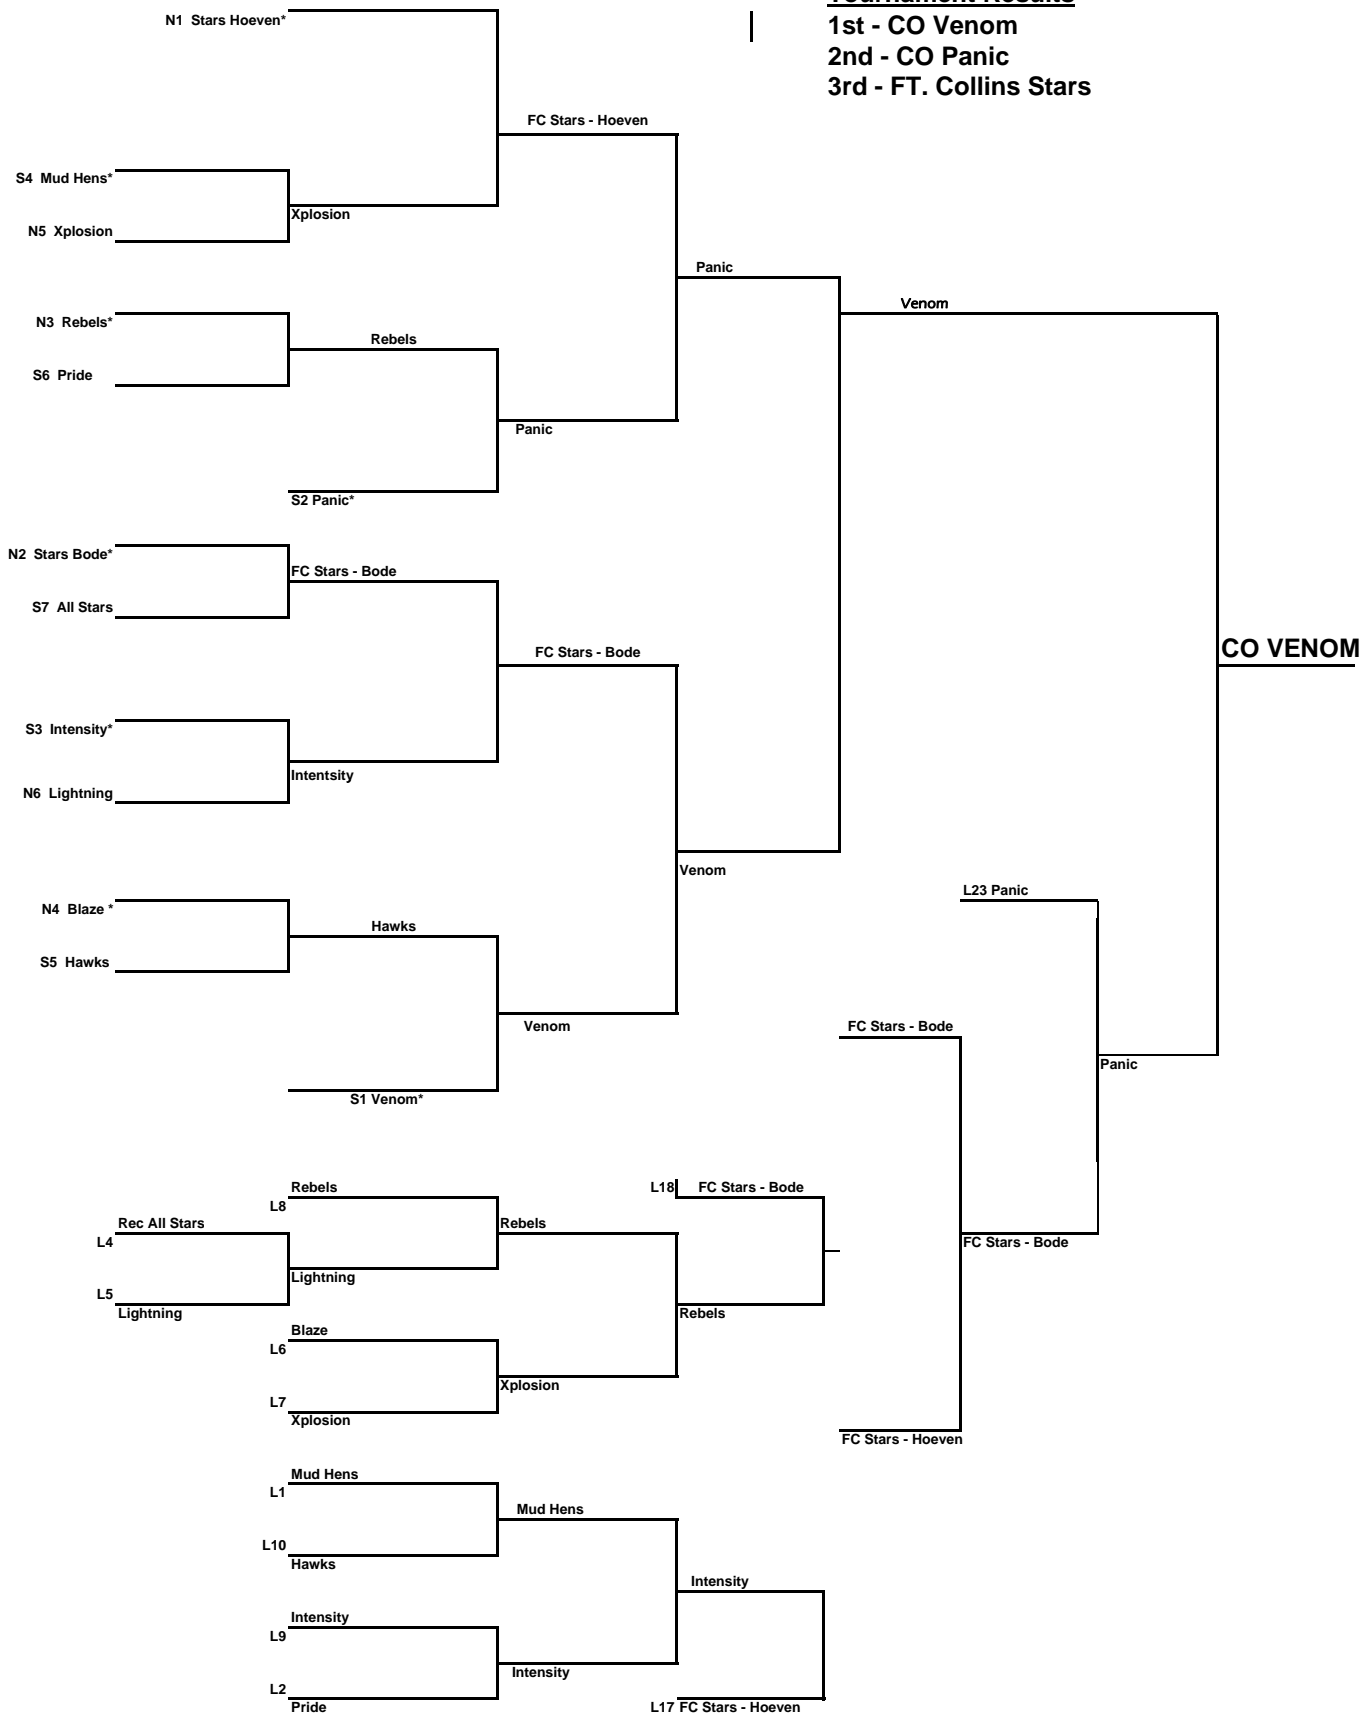 Tournament Results
1st - CO Venom
2nd - CO Panic
3rd - FT. Collins Stars
N1 Stars Hoeven*
FC Stars - Hoeven
S4 Mud Hens*
Xplosion
N5 Xplosion
Panic
Venom
N3 Rebels*
Rebels
S6 Pride
Panic
S2 Panic*
N2 Stars Bode*
FC Stars - Bode
S7 All Stars
FC Stars - Bode
CO VENOM
S3 Intensity*
Intentsity
N6 Lightning
Venom
L23 Panic
N4 Blaze *
Hawks
S5 Hawks
Venom
FC Stars - Bode
Panic
S1 Venom*
Rebels
L18 FC Stars - Bode
L8
Rec All Stars
Rebels
L4
FC Stars - Bode
Lightning
L5
Lightning
Rebels
Blaze
L6
Xplosion
L7
Xplosion
FC Stars - Hoeven
Mud Hens
L1
Mud Hens
L10
Hawks
Intensity
Intensity
L9
Intensity
L2
Pride
L17 FC Stars - Hoeven